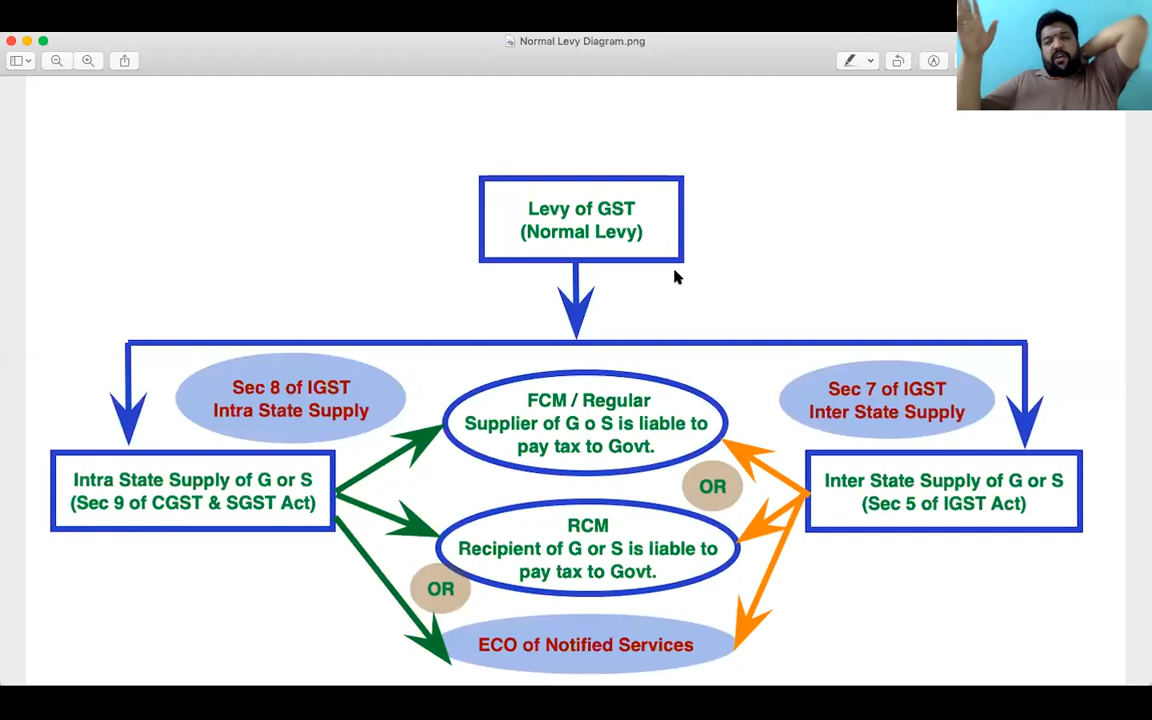 Normal Levy Diagram.png
Levy of GST
(Normal Levy)
Sec 8 of IGST
Intra State Supply
FCM / Regular
Supplier of G o S is liable to
pay tax to Govt.
Sec 7 of IGST
Inter State Supply
Intra State Supply of G or S
(Sec 9 of CGST & SGST Act)
OR
Inter State Supply of G or S
(Sec 5 of IGST Act)
RCM
Recipient of G or S is liable to
pay tax to Govt.
OR
ECO of Notified Services